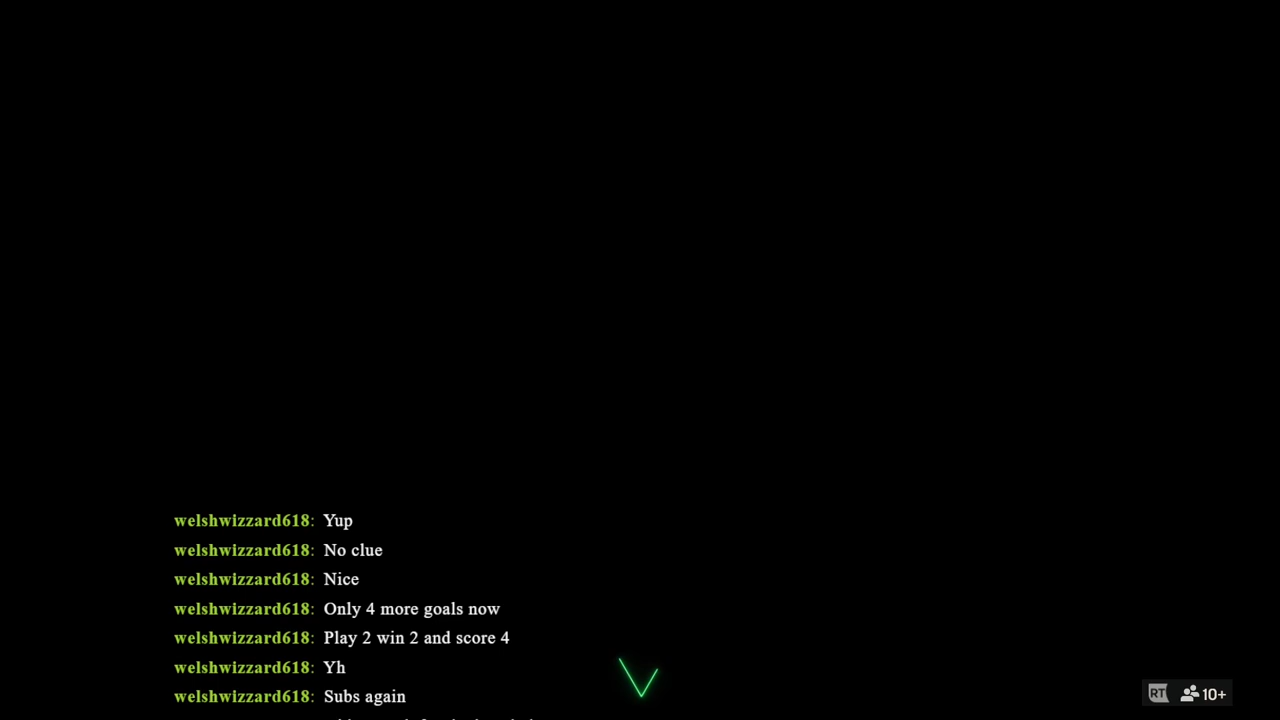 welshwizzard618: Yup
welshwizzard618: No clue
welshwizzard618: Nice
welshwizzard618: Only 4 more goals now
welshwizzard618: Play 2 win 2 and score 4
welshwizzard618: Yh
welshwizzard618: Subs again
RT 10+